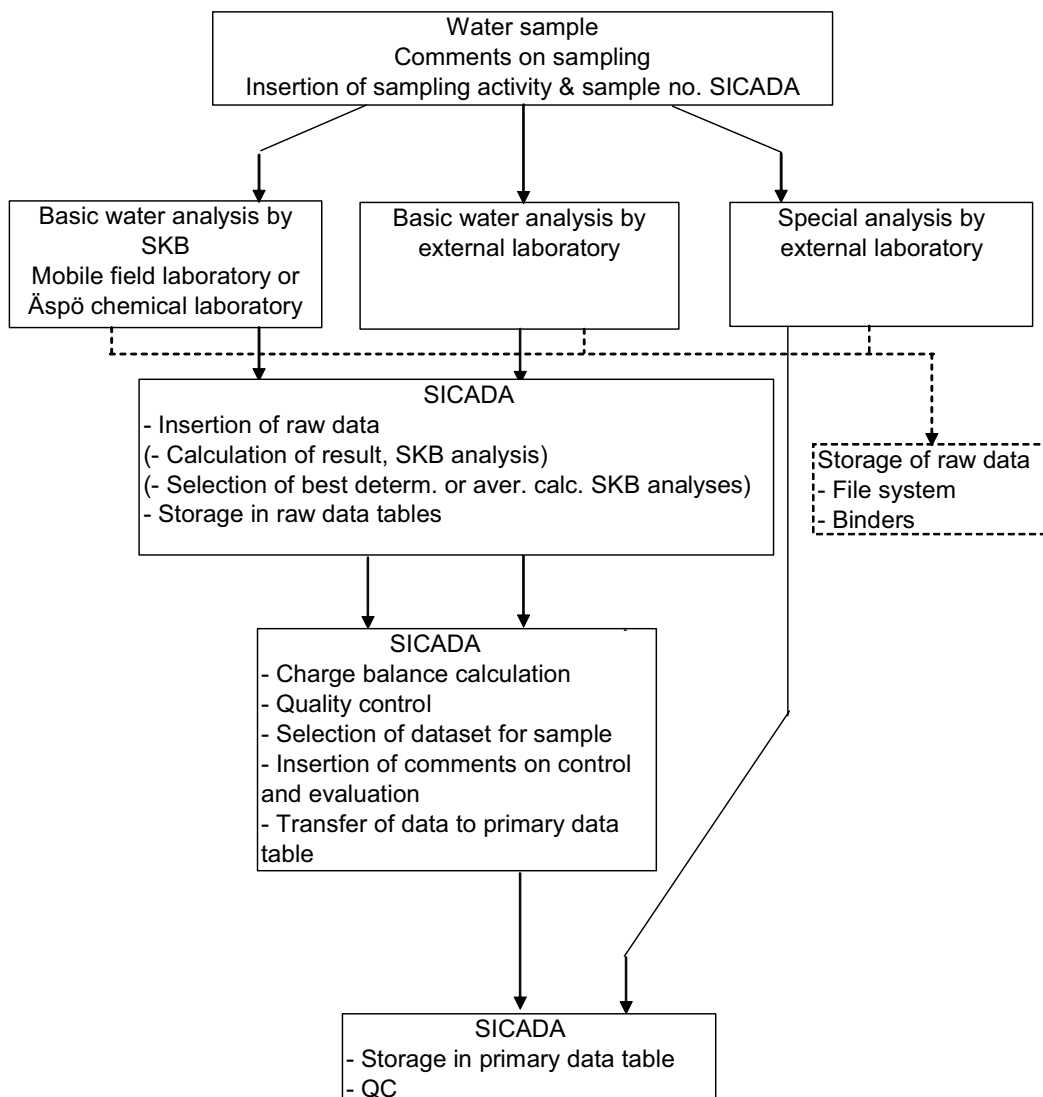 Water sample
Comments on sampling
Insertion of sampling activity & sample no. SICADA
Basic water analysis by
SKB
Mobile field laboratory or
Äspö chemical laboratory
Basic water analysis by
external laboratory
Special analysis by
external laboratory
SICADA
- Insertion of raw data
(- Calculation of result, SKB analysis)
(- Selection of best determ. or aver. calc. SKB analyses)
- Storage in raw data tables
Storage of raw data
- File system
- Binders
SICADA
- Charge balance calculation
- Quality control
- Selection of dataset for sample
- Insertion of comments on control
and evaluation
- Transfer of data to primary data
table
SICADA
- Storage in primary data table
- QC